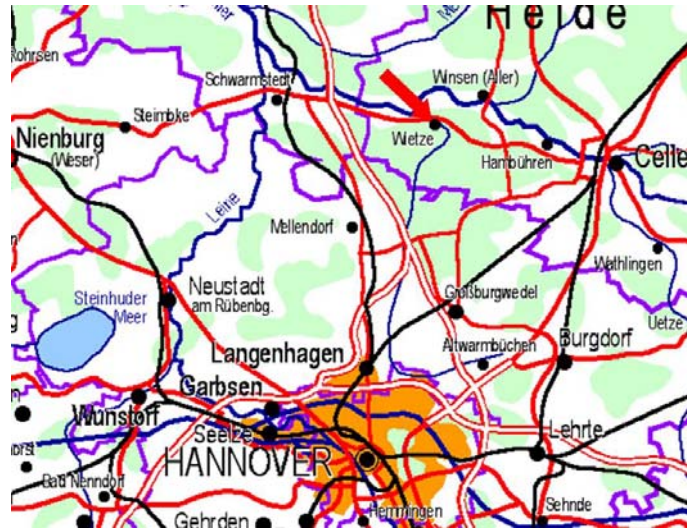 Heide
Rohrsen
Schwarmstedt
Winsen (Aller)
Steimbke
Wietze
Nienburg
(Weser)
Hambühren
Celle
Leine
Mellendorf
Wathlingen
Neustadt
am Rübenbg.
Steinhuder
Meer
Großburgwedel
Uetze
Langenhagen
Altwarmbüchen
Burgdorf
Garbsen
Wunstorf
Seelze
Lehrte
HANNOVER
Bad Nenndorf
Sehnde
Hemmingen
Gehrden